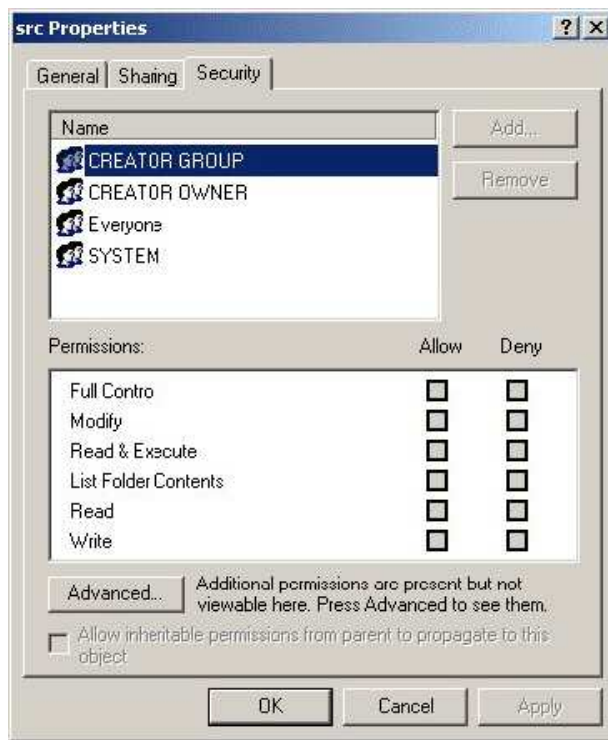 src Properties
General Sharing Security
Name
CREATOR GROUP
CREATOR OWNER
Everyone
SYSTEM
Add...
Remove
Permissions: Allow Deny
Full Contro
Modify
Read & Execute
List Folder Contents
Read
Write
Advanced...
Additional permissions are present but not
viewable here. Press Advanced to see them.
Allow inheritable permissions from parent to propagate to this
object
OK Cancel Apply